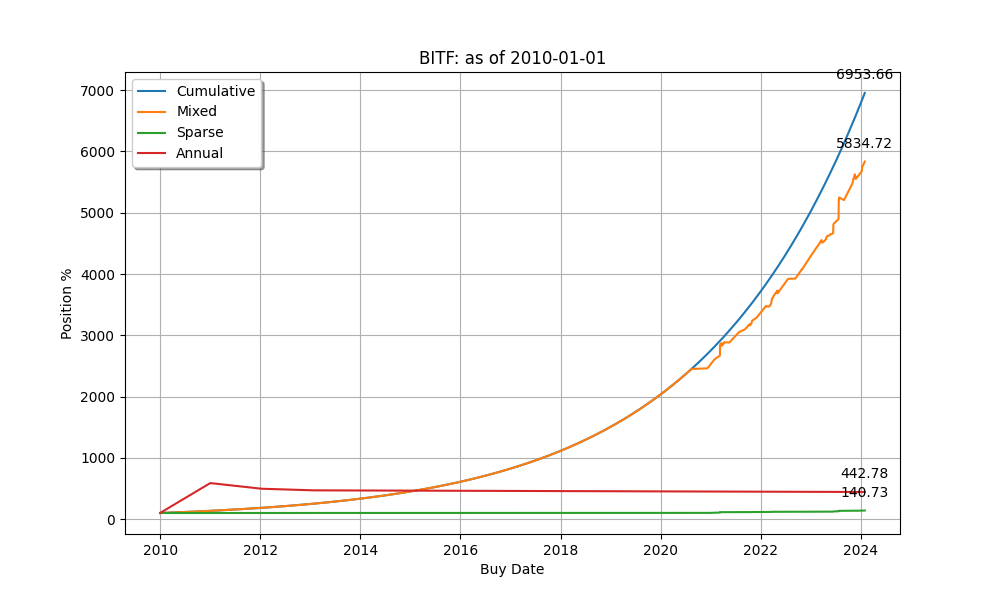 BITF: as of 2010-01-01
6953.66
7000
Cumulative
Mixed
Sparse
Annual
6000
5834.72
5000
4000
3000
2000
1000
0
442.78
140.73
Position %
2010
2012
2014
2016
2018
2020
2022
2024
Buy Date